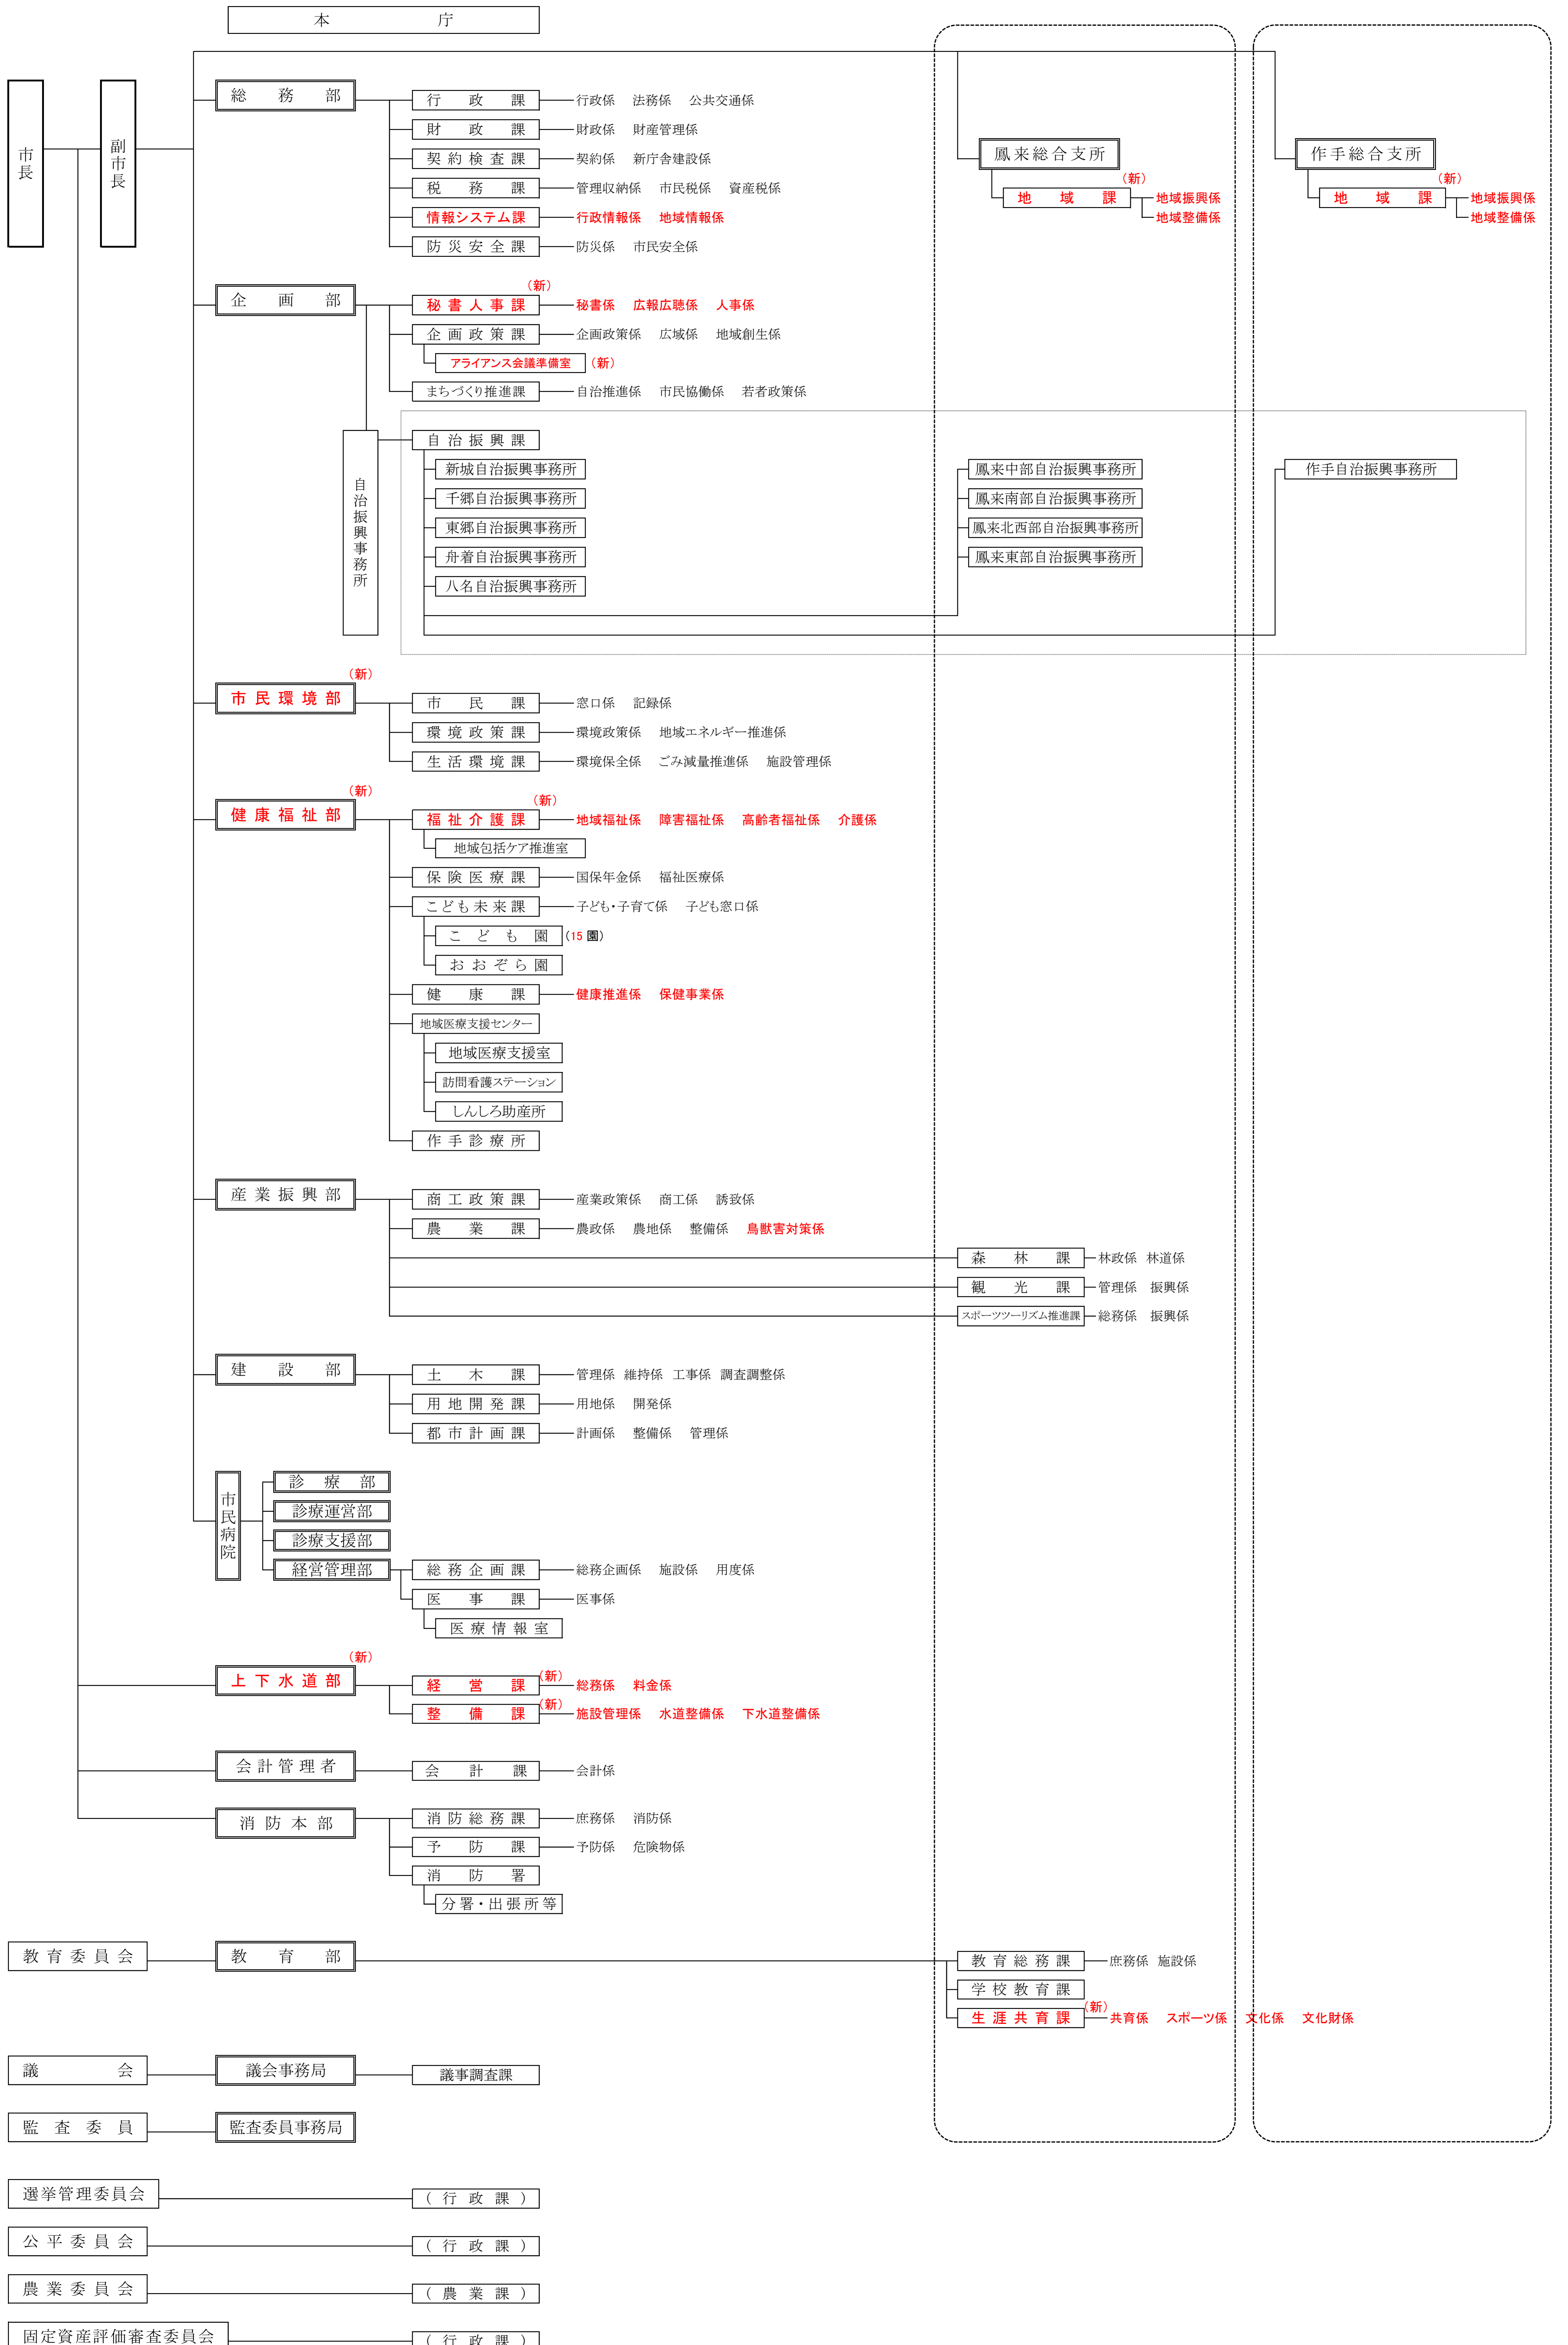 本 庁
市長
副市長
総務部
行政課 行政係 法務係 公共交通係
財政課 財政係 財産管理係
契約検査課 契約係 新庁舎建設係
税務課 管理収納係 市民税係 資産税係
情報システム課 行政情報係 地域情報係
防災安全課 防災係 市民安全係
鳳来総合支所
(新)
地域課 地域振興係
地域整備係
作手総合支所
(新)
地域課 地域振興係
地域整備係
企画部
(新)
秘書人事課 秘書係 広報広聴係 人事係
企画政策課 企画政策係 広域係 地域創生係
アライアンス会議準備室 (新)
まちづくり推進課 自治推進係 市民協働係 若者政策係
自治振興事務所
自治振興課
新城自治振興事務所 鳳来中部自治振興事務所 作手自治振興事務所
千郷自治振興事務所 鳳来南部自治振興事務所
東郷自治振興事務所 鳳来北西部自治振興事務所
舟着自治振興事務所 鳳来東部自治振興事務所
八名自治振興事務所
(新)
市民環境部
市民課 窓口係 記録係
環境政策課 環境政策係 地域エネルギー推進係
生活環境課 環境保全係 ごみ減量推進係 施設管理係
(新)
健康福祉部
(新)
福祉介護課 地域福祉係 障害福祉係 高齢者福祉係 介護係
地域包括ケア推進室
保険医療課 国保年金係 福祉医療係
こども未来課 子ども・子育て係 子ども窓口係
こども園 (15 園)
おおぞら園
健康課 健康推進係 保健事業係
地域医療支援センター
地域医療支援室
訪問看護ステーション
しんしろ助産所
作手診療所
産業振興部
商工政策課 産業政策係 商工係 誘致係
農業課 農政係 農地係 整備係 鳥獣害対策係
森林課 林政係 林道係
観光課 管理係 振興係
スポーツツーリズム推進課 総務係 振興係
建設部
土木課 管理係 維持係 工事係 調査調整係
用地開発課 用地係 開発係
都市計画課 計画係 整備係 管理係
市民病院
診療部
診療運営部
診療支援部
経営管理部 総務企画課 総務企画係 施設係 用度係
医事課 医事係
医療情報室
(新)
上下水道部
経営課 (新) 総務係 料金係
整備課 (新) 施設管理係 水道整備係 下水道整備係
会計管理者 会計課 会計係
消防本部 消防総務課 庶務係 消防係
予防課 予防係 危険物係
消防署
分署・出張所等
教育委員会 教育部 教育総務課 庶務係 施設係
学校教育課
生涯共育課 (新) 共育係 スポーツ係 文化係 文化財係
議会 議会事務局 議事調査課
監査委員 監査委員事務局
選挙管理委員会 (行政課)
公平委員会 (行政課)
農業委員会 (農業課)
固定資産評価審査委員会 (行政課)